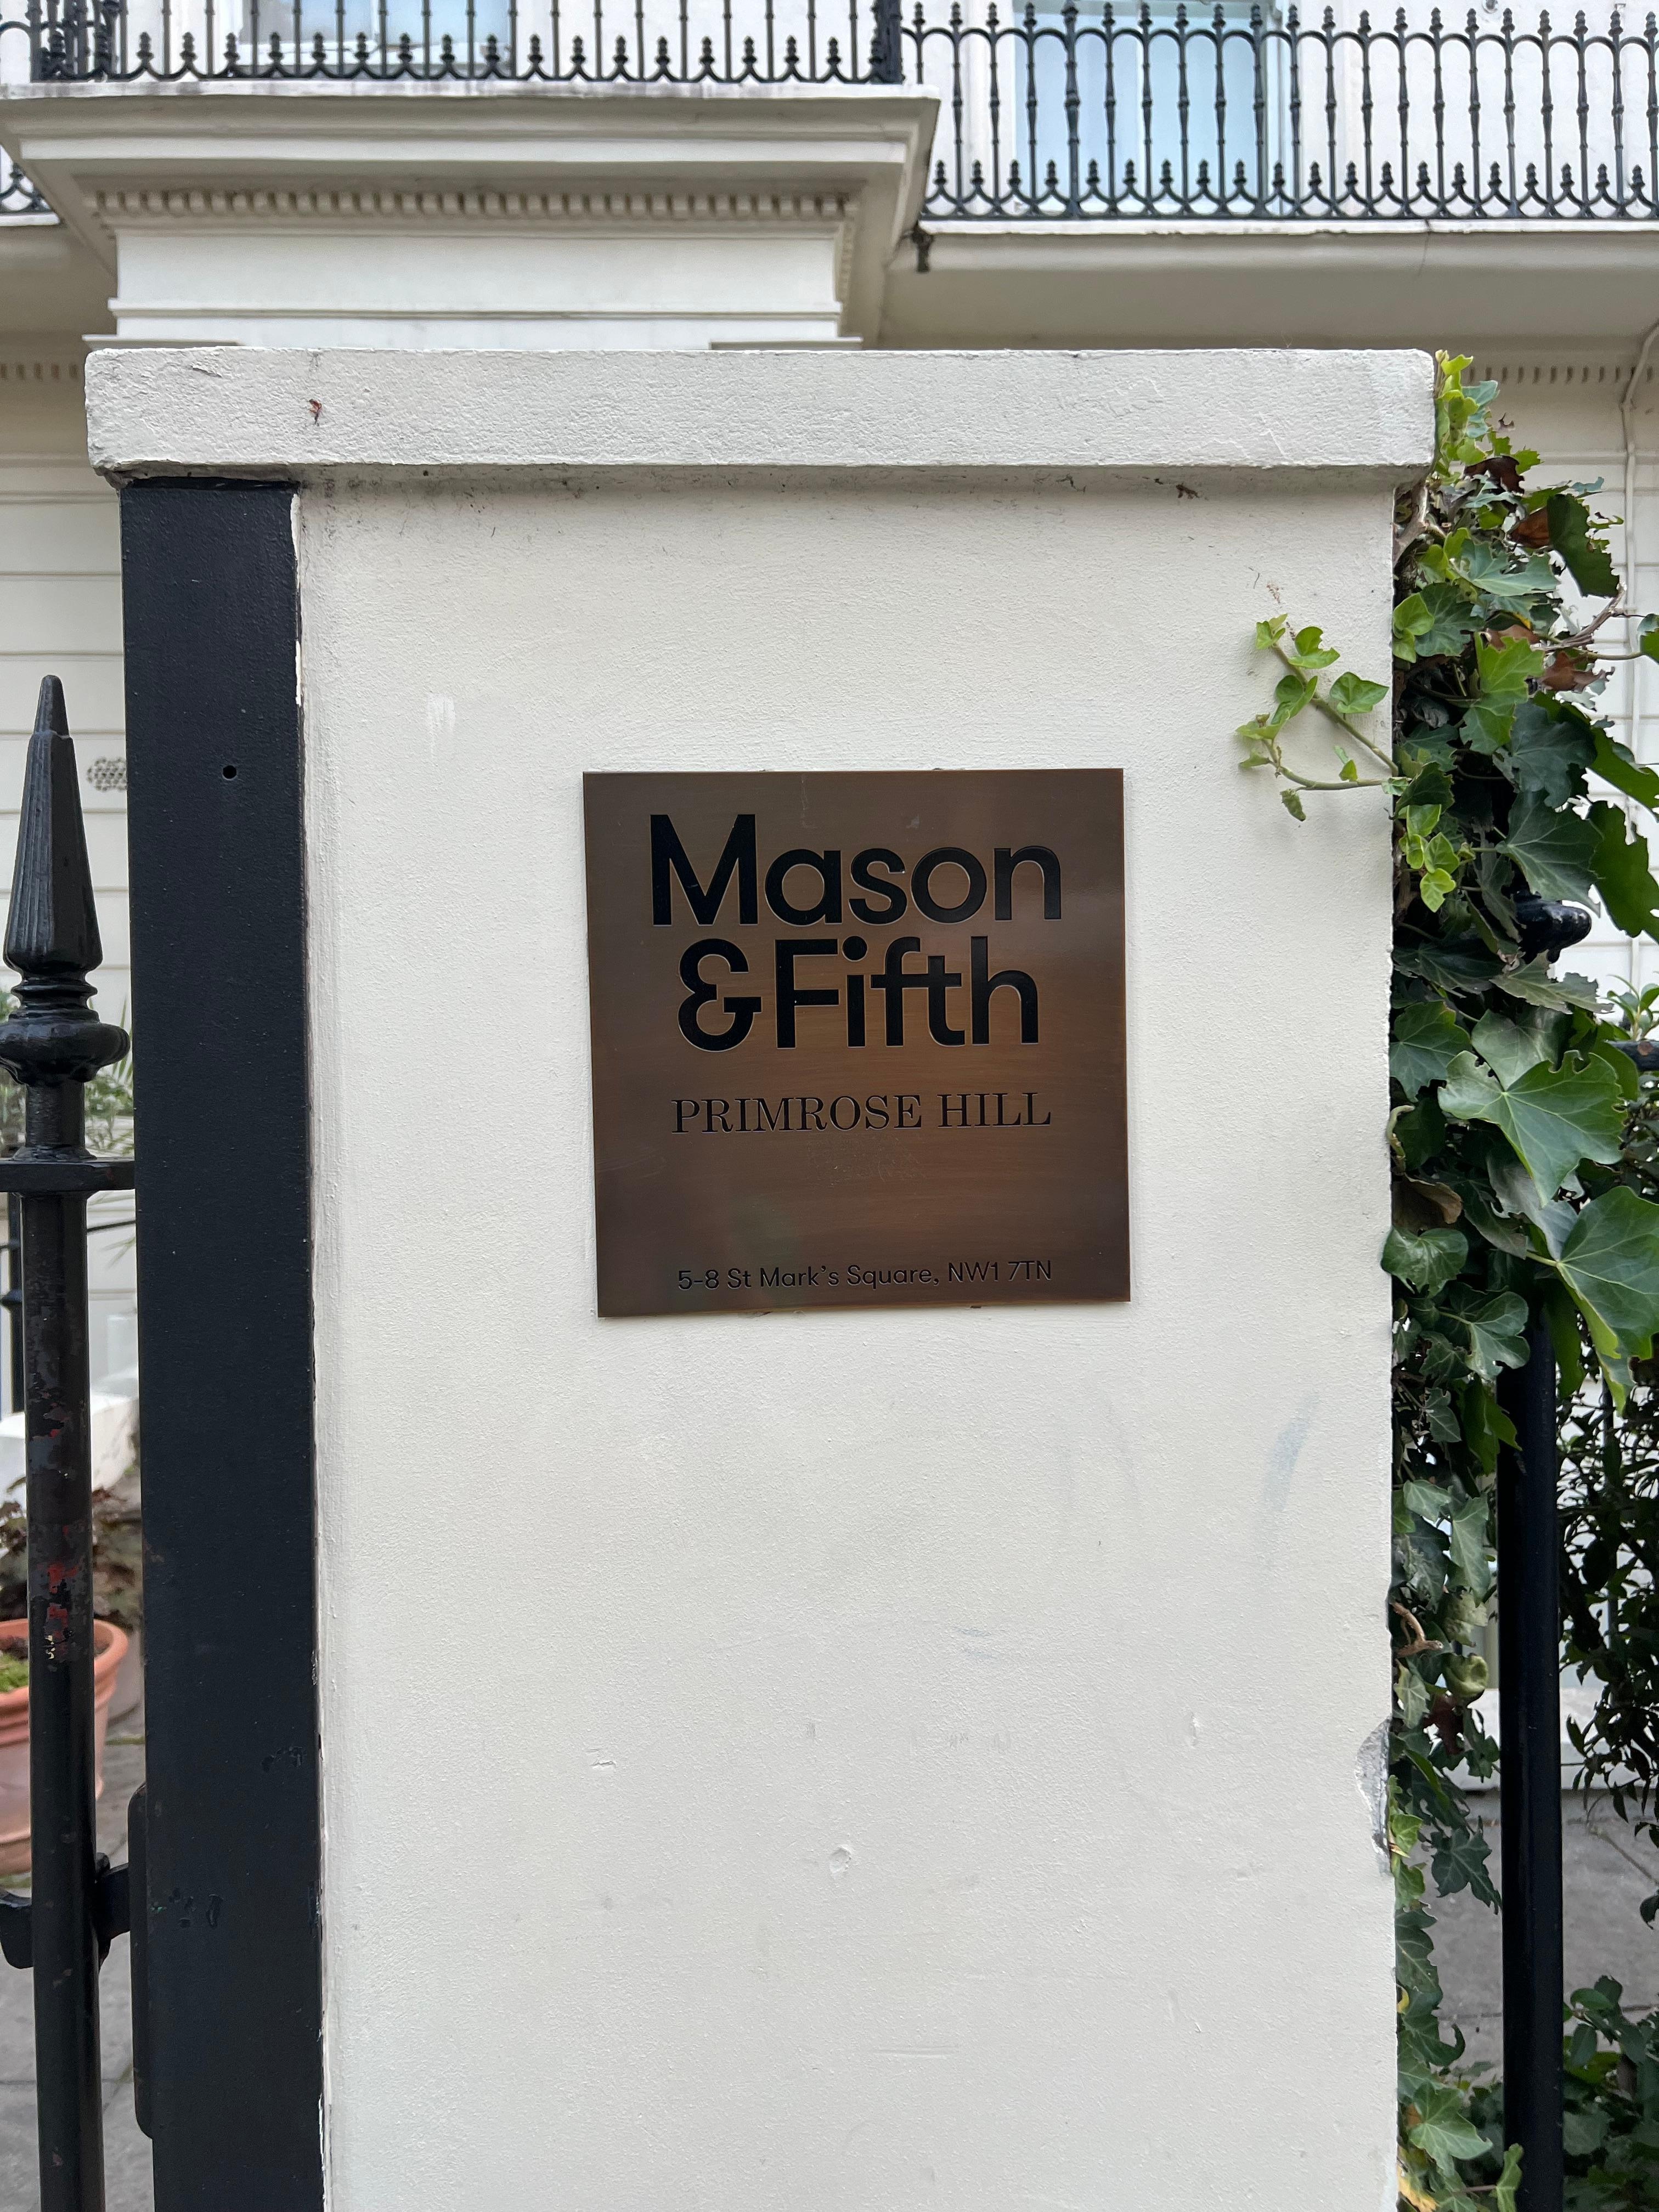 Mason
&Fifth
PRIMROSE HILL
5-8 St Mark's Square, NW1 7TN